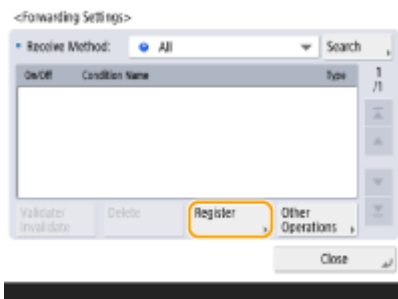 <Forwarding Settings>
Receive Method: All Search
On/Off Condition Name Type 1
/1
Validate/ Delete Register Other
Invalidate Operations
Close